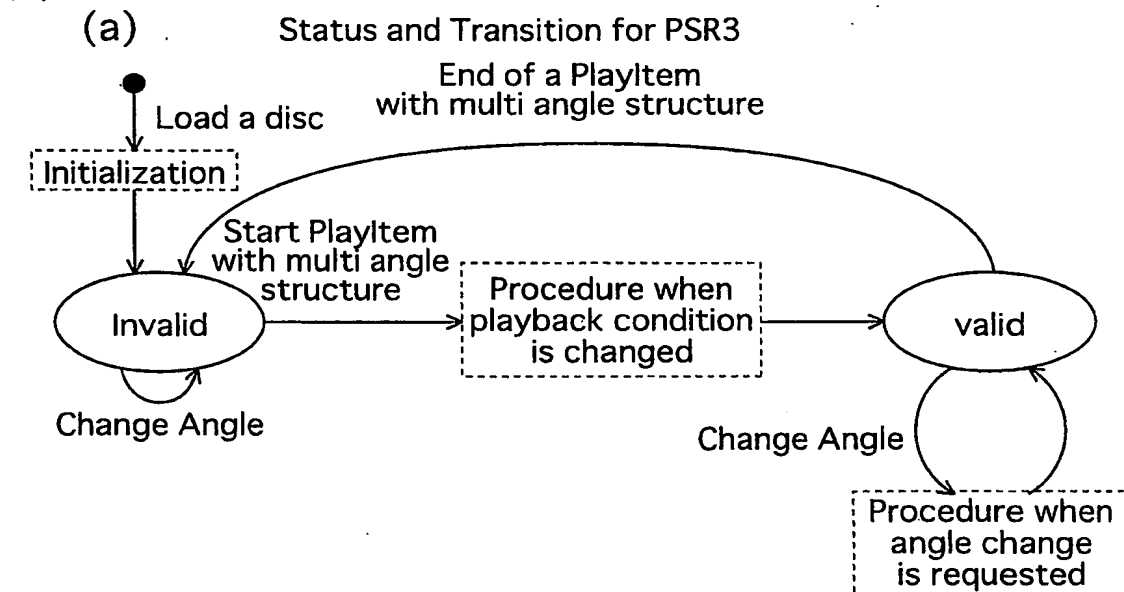 (a)
Status and Transition for PSR3
End of a PlayItem
with multi angle structure
Load a disc
Initialization
Start PlayItem
with multi angle
structure
Invalid
Procedure when
playback condition
is changed
valid
Change Angle
Change Angle
Procedure when
angle change
is requested